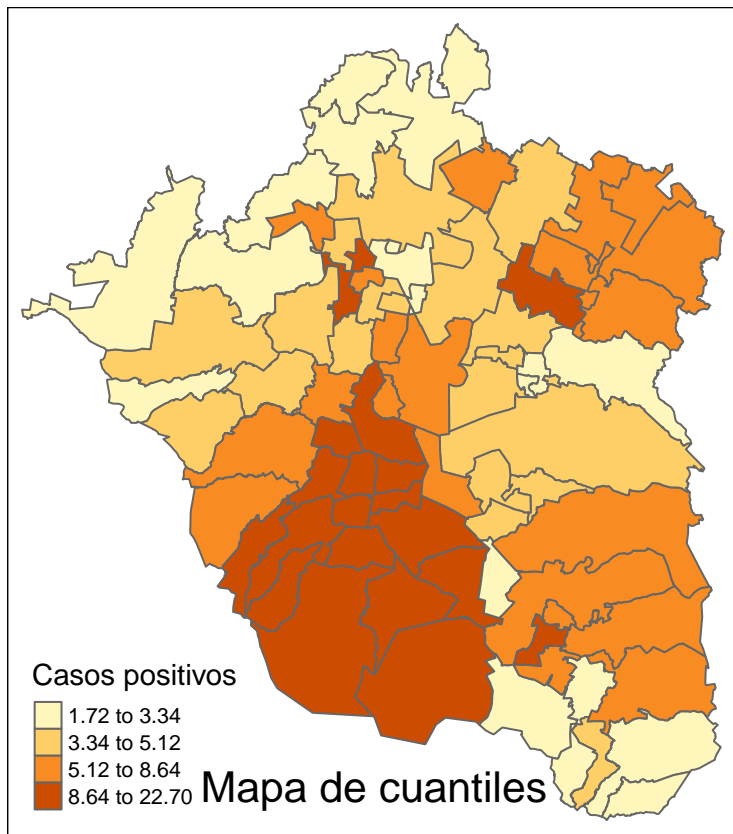 Casos positivos
1.72 to 3.34
3.34 to 5.12
5.12 to 8.64
8.64 to 22.70
Mapa de cuantiles